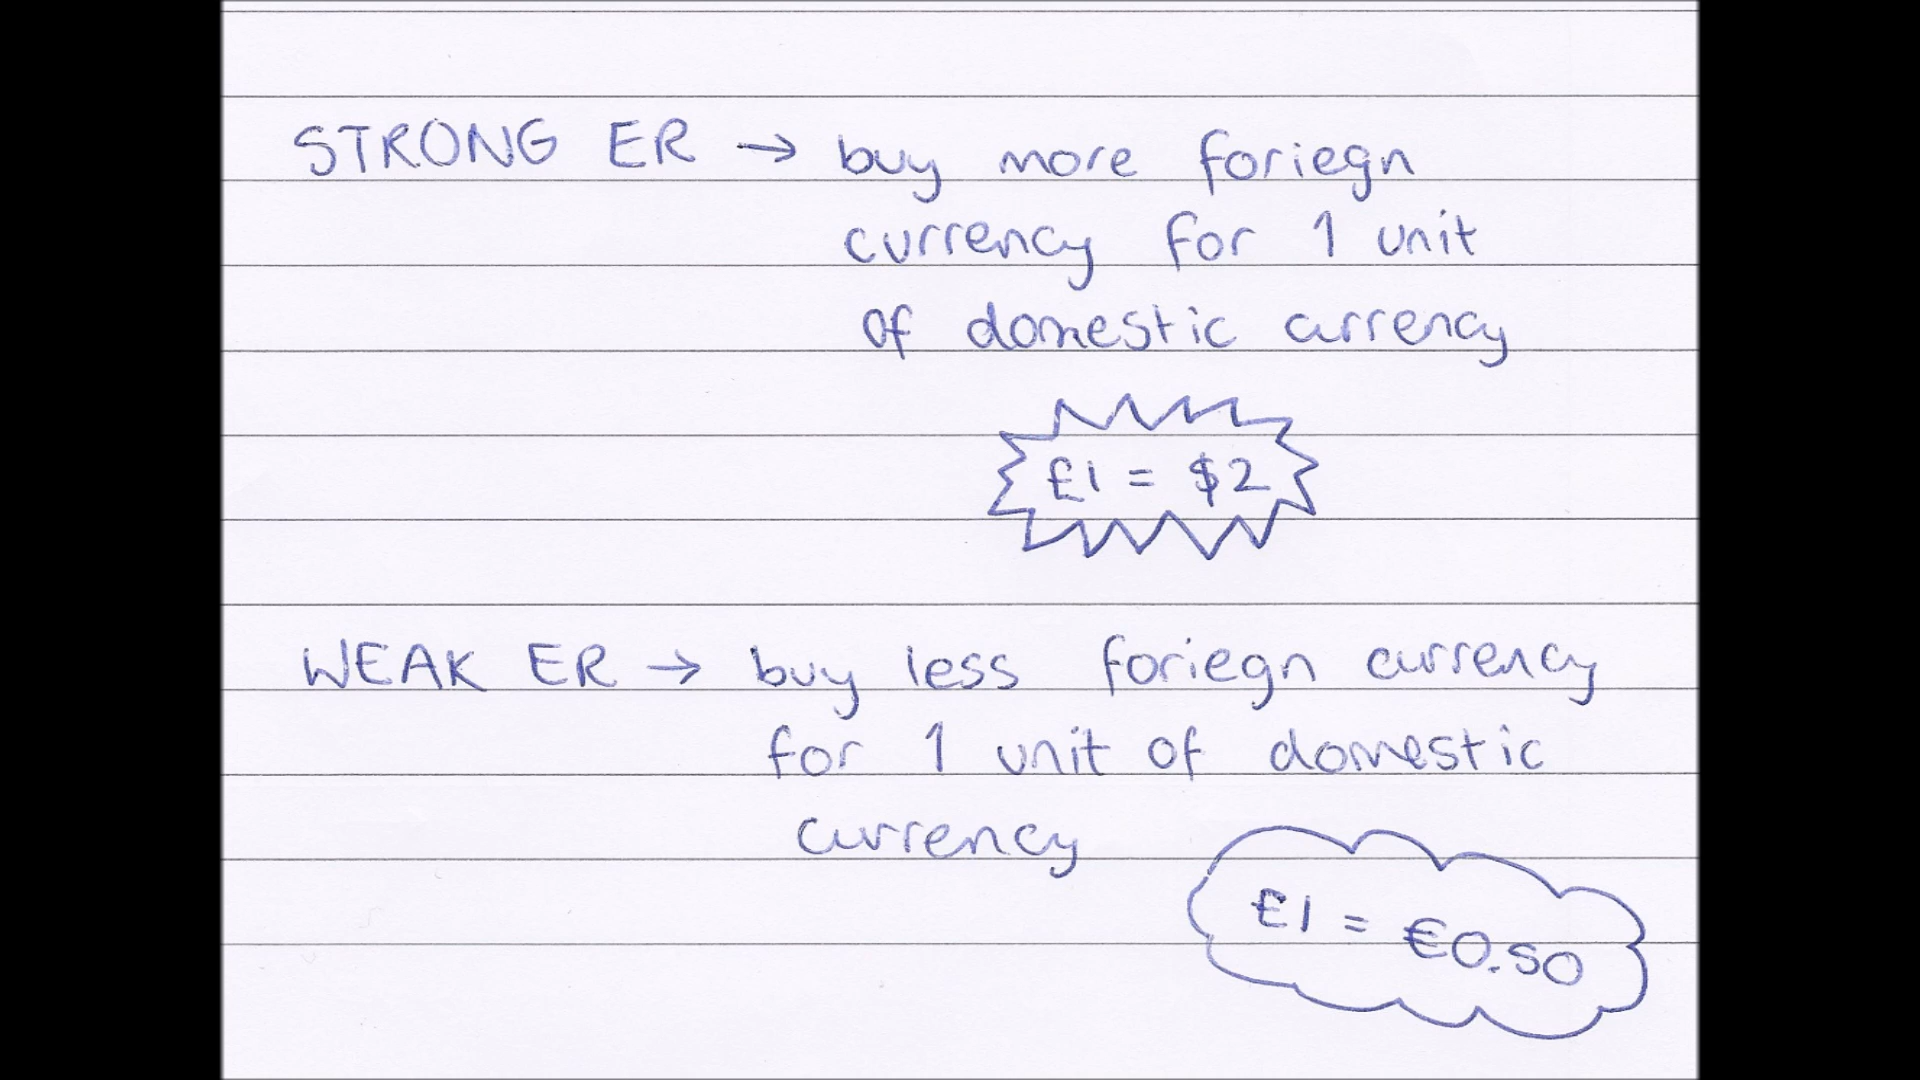 STRONG ER → buy more foriegn
currency for 1 unit
of domestic currency
£1 = $2
WEAK ER → buy less foriegn currency
for 1 unit of domestic
currency
£1 = €0.50